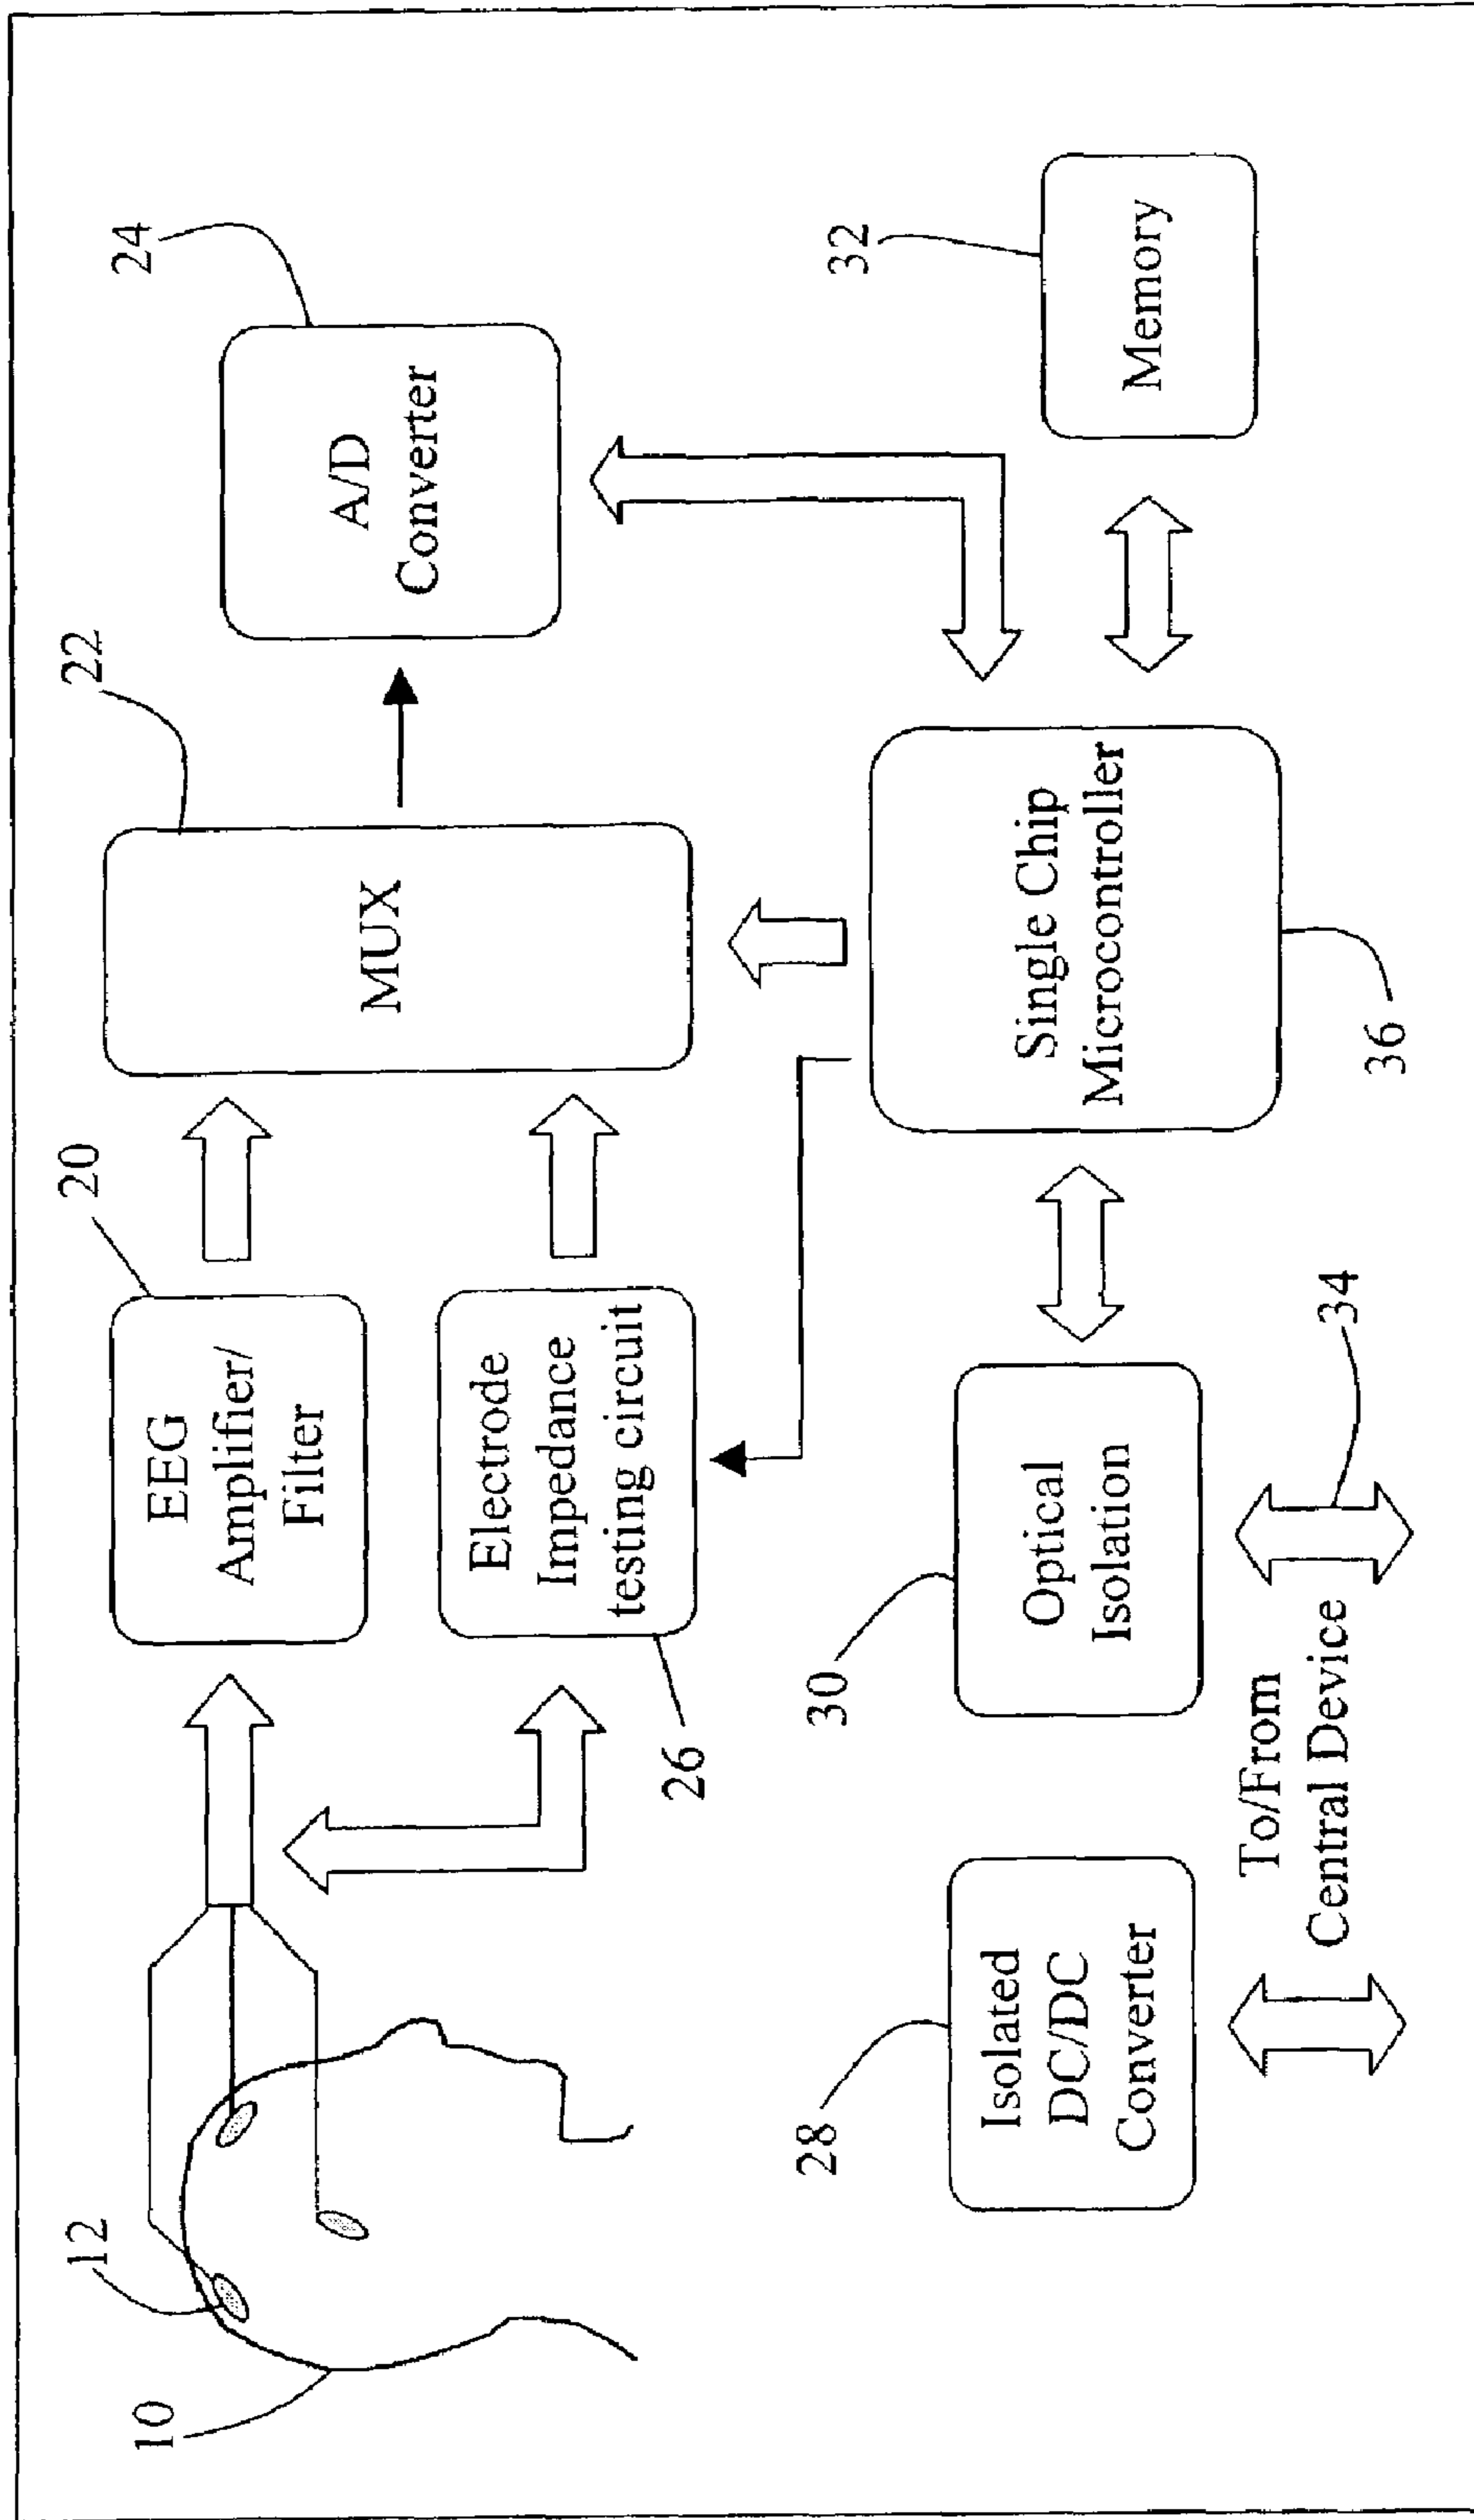 10
12
20
EEG
Amplifier/
Filter
22
MUX
24
A/D
Converter
Electrode
Impedance
testing circuit
26
28
Isolated
DC/DC
Converter
30
Optical
Isolation
Single Chip
Microcontroller
36
32
Memory
To/From
Central Device
34